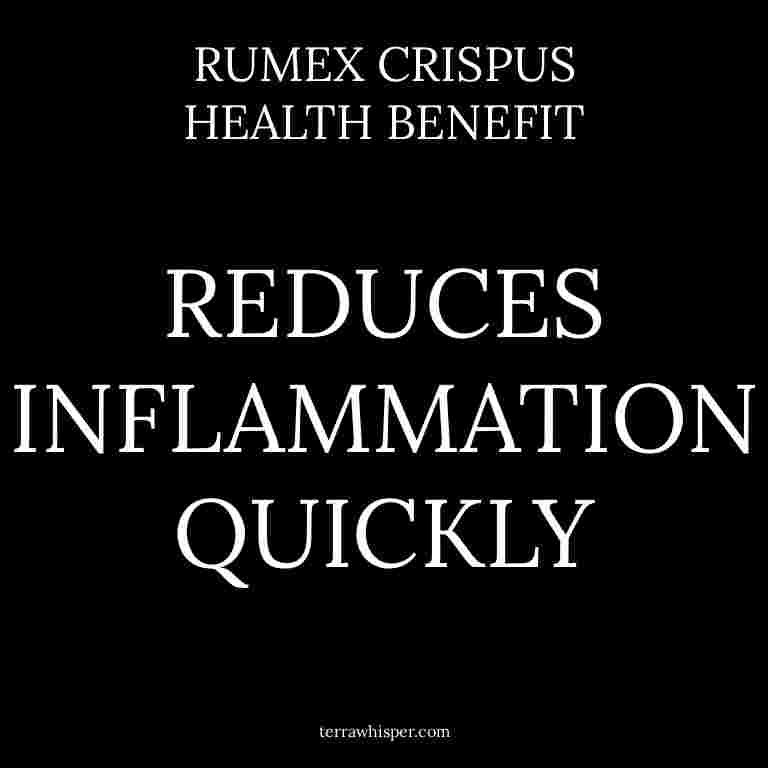 RUMEX CRISPUS
HEALTH BENEFIT
REDUCES
INFLAMMATION
QUICKLY
terrawhisper.com